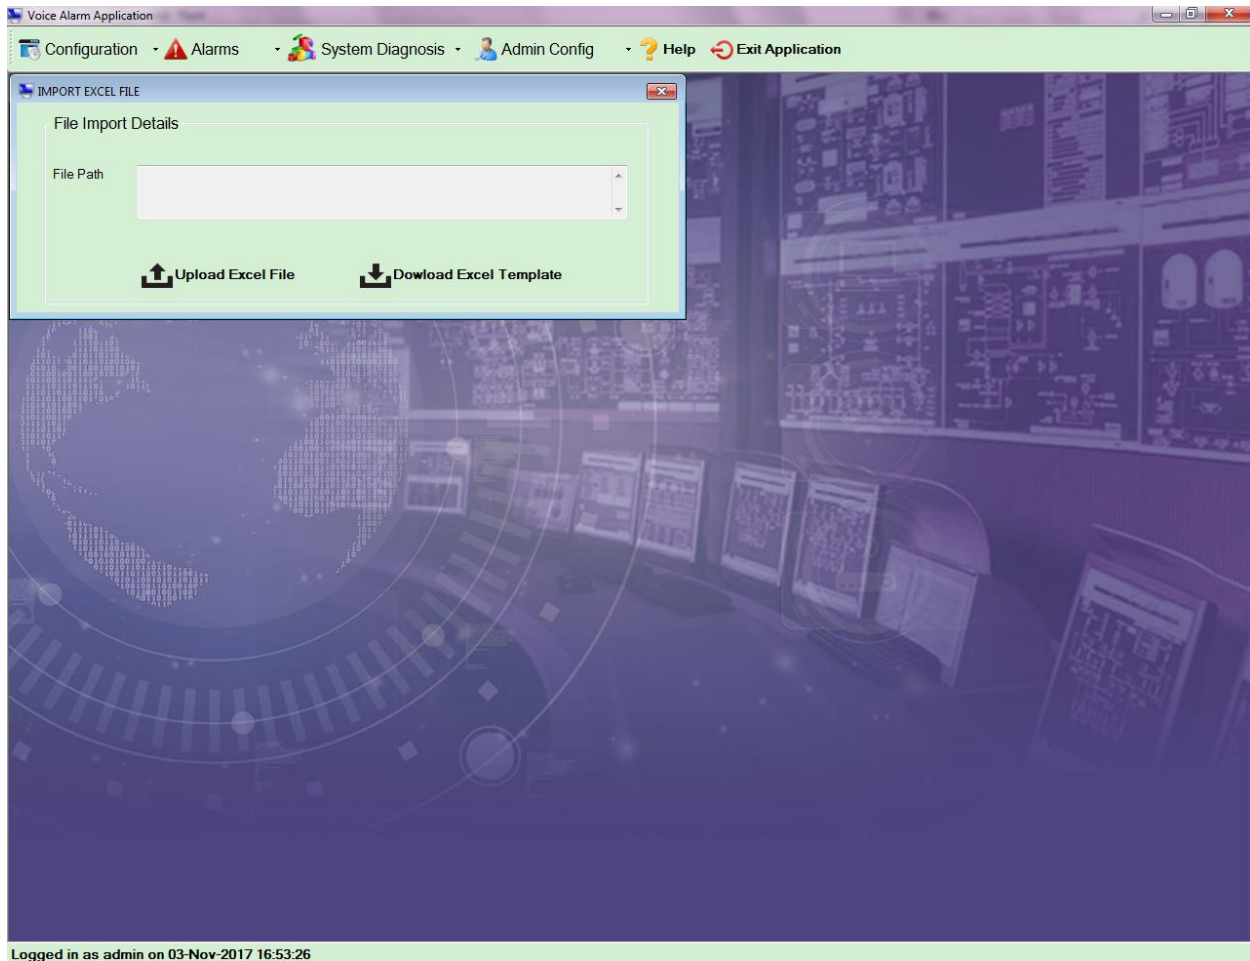 Voice Alarm Application
Configuration Alarms System Diagnosis Admin Config Help Exit Application
IMPORT EXCEL FILE
File Import Details
File Path
Upload Excel File Dowload Excel Template
Logged in as admin on 03-Nov-2017 16:53:26